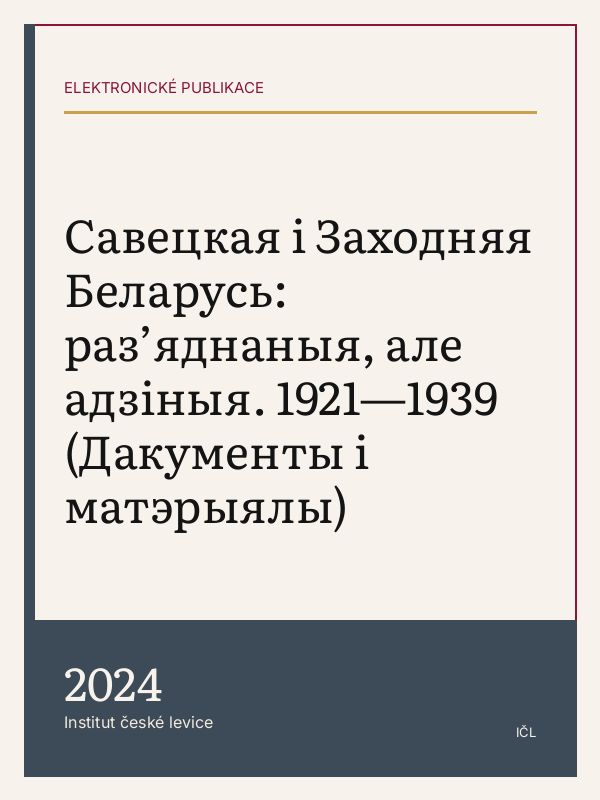 ELEKTRONICKÉ PUBLIKACE
Савецкая і Заходняя
Беларусь:
раз’яднаныя, але
адзіныя. 1921—1939
(Дакументы і
матэрыялы)
2024
Institut české levice
IČL